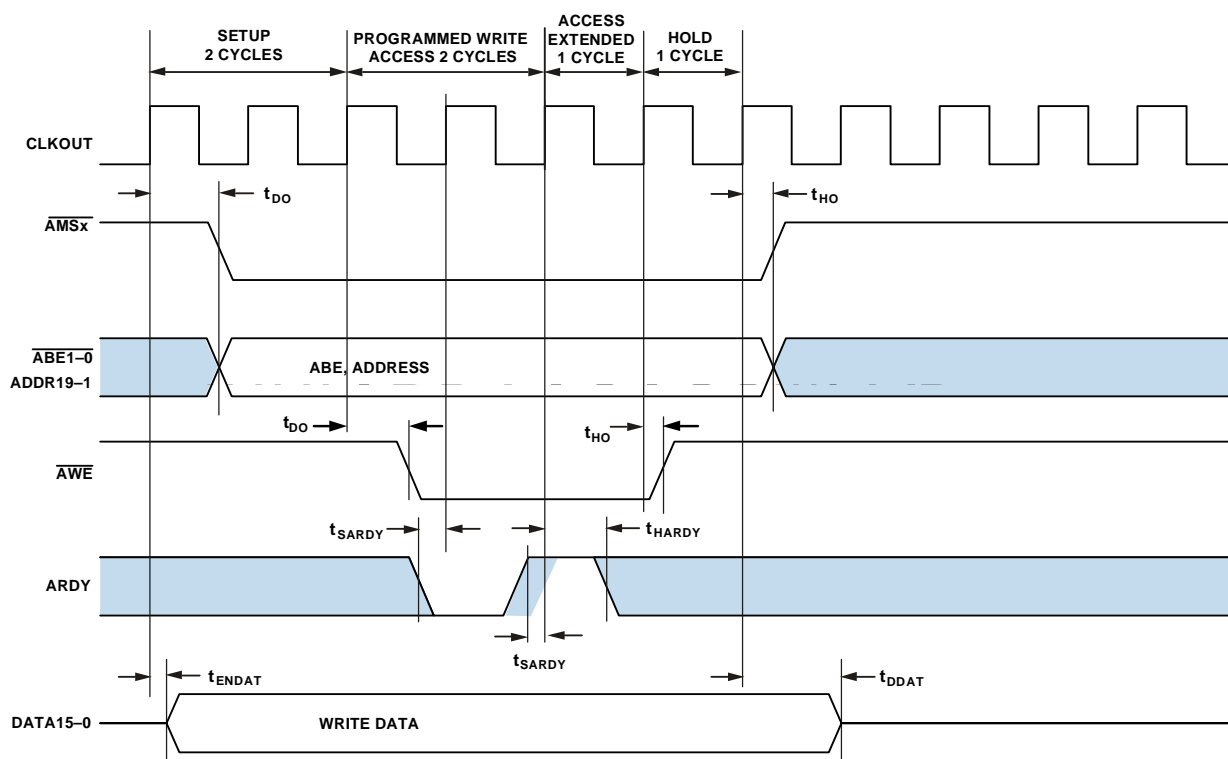 SETUP
2 CYCLES
PROGRAMMED WRITE
ACCESS 2 CYCLES
ACCESS
EXTENDED
1 CYCLE
HOLD
1 CYCLE
CLKOUT
tDO
tHO
AMSx
ABE1–0
ADDR19–1
ABE, ADDRESS
tDO
tHO
AWE
tSARDY
tHARDY
ARDY
tSARDY
tENDAT
tDDAT
DATA15–0
WRITE DATA